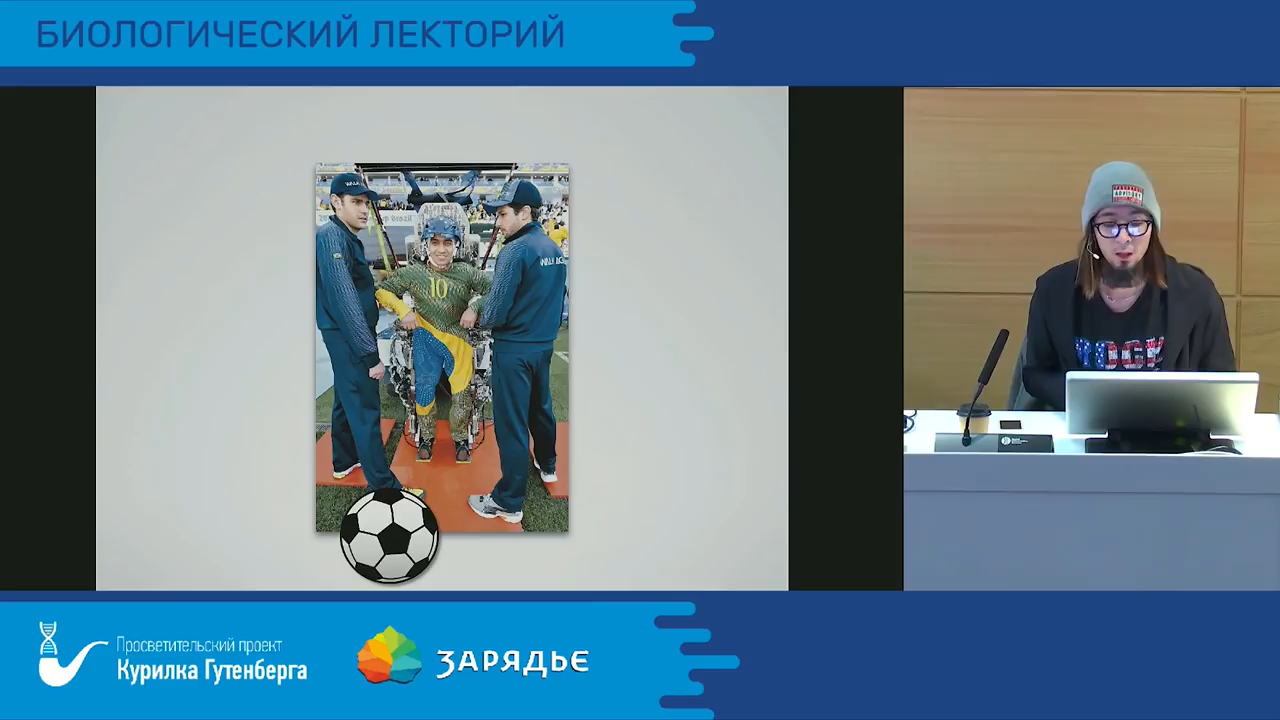 БИОЛОГИЧЕСКИЙ ЛЕКТОРИЙ
10
Просветительский проект
Курилка Гутенберга
ЗАРЯДЬЕ